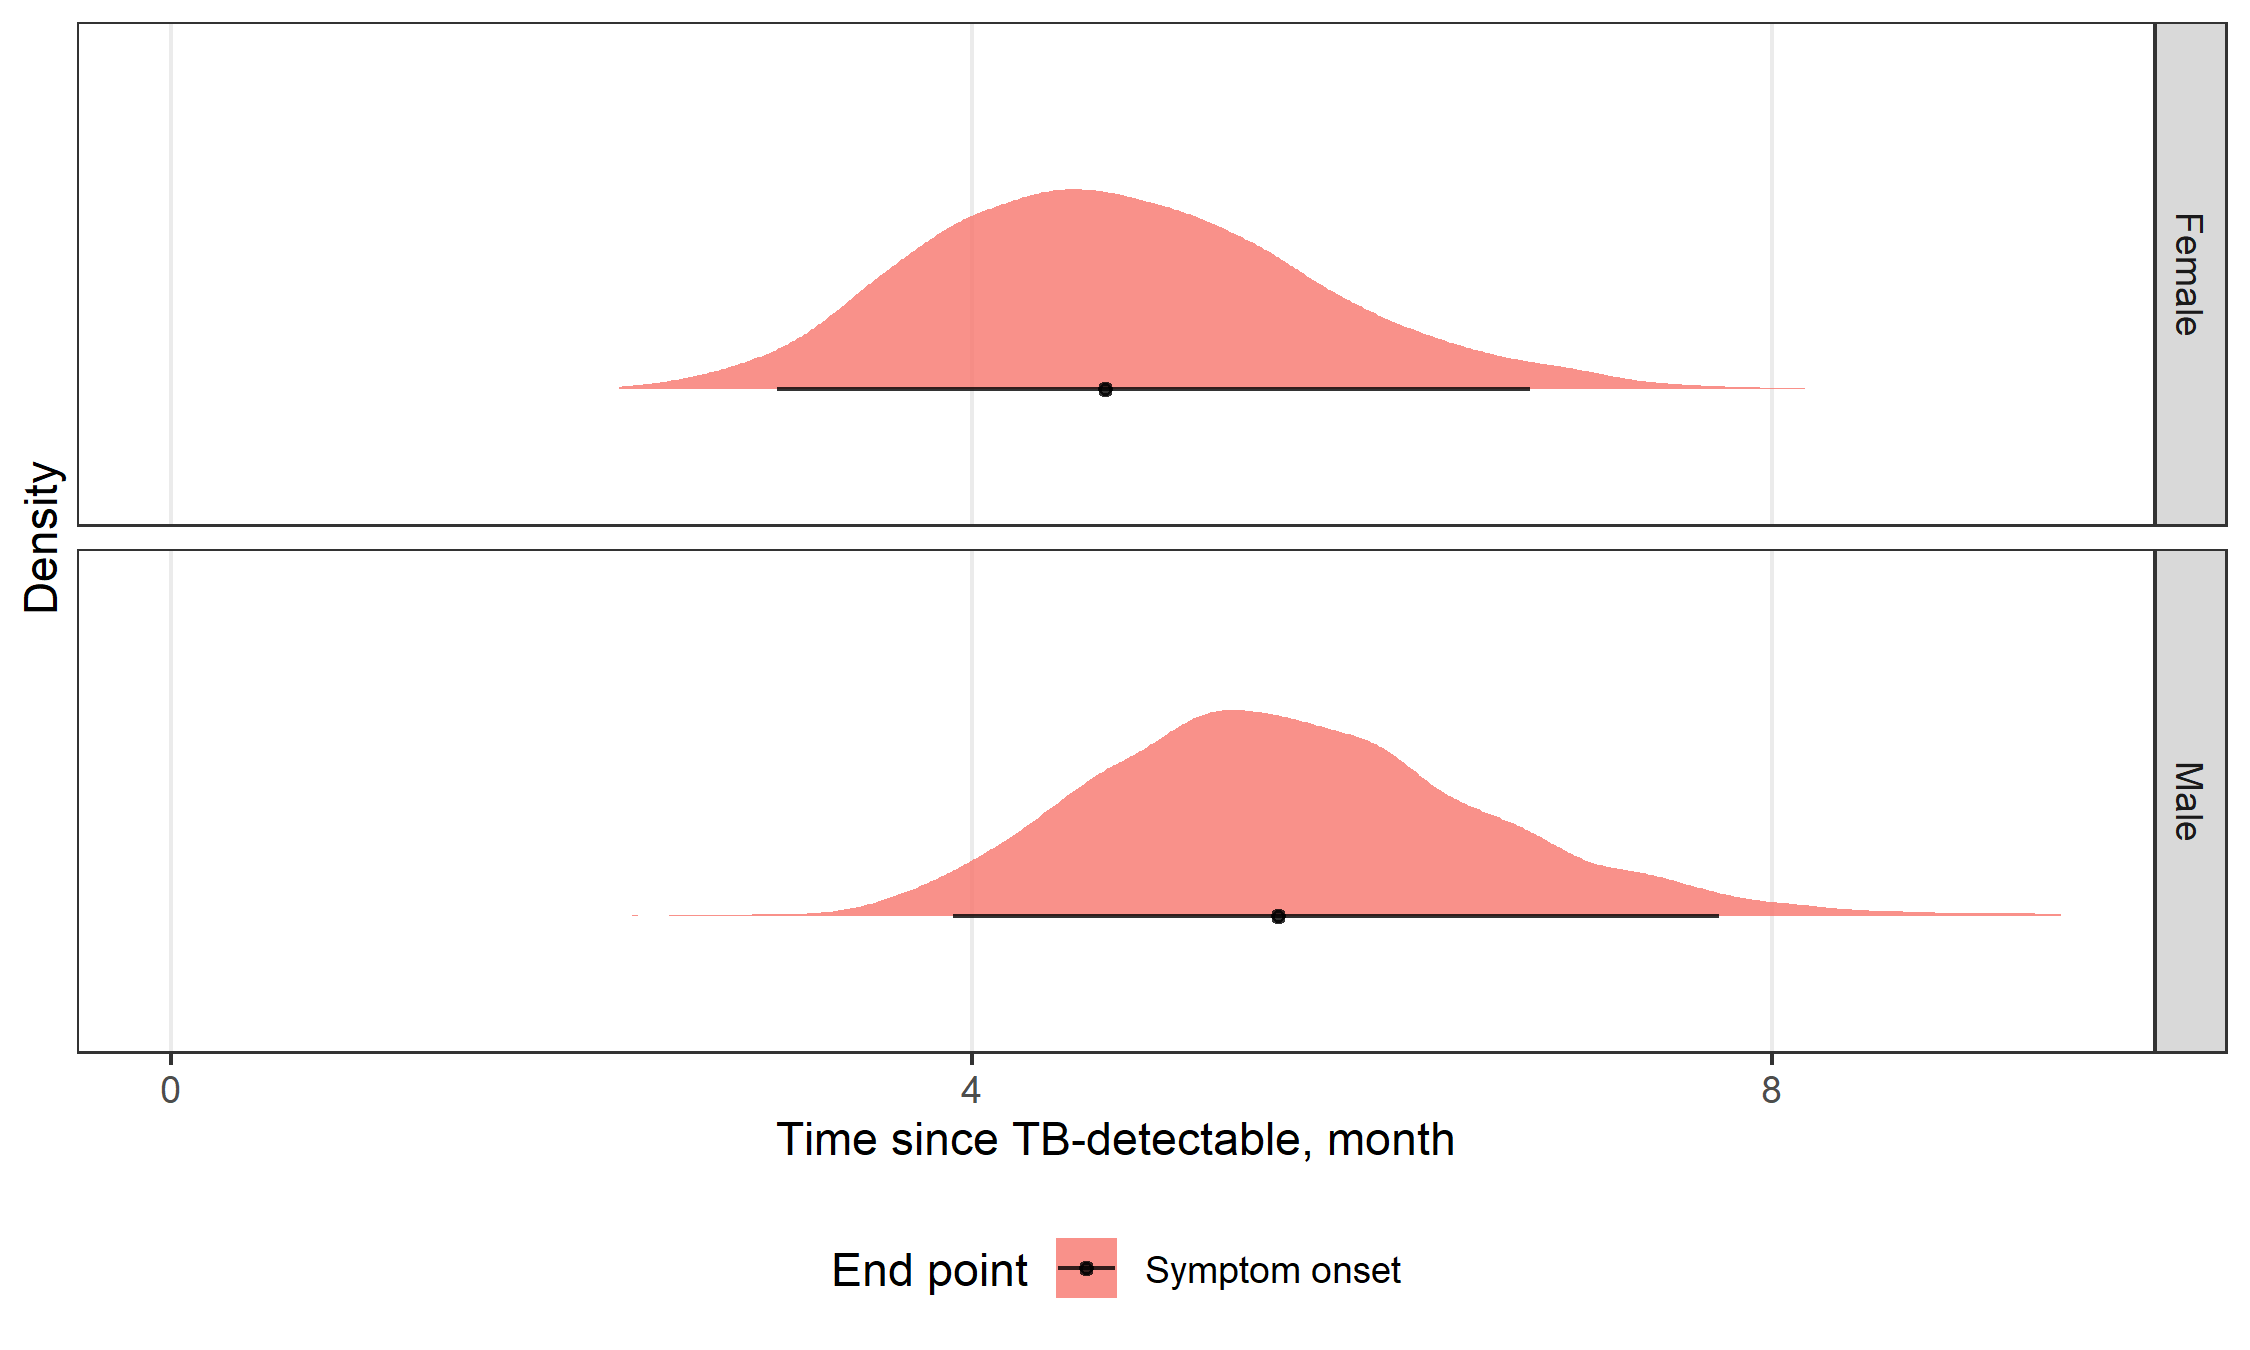 Female
Density
Male
0 4 8
Time since TB-detectable, month
End point Symptom onset